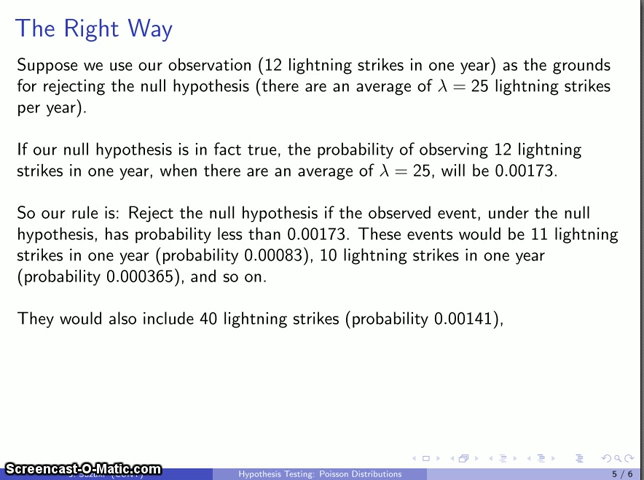 The Right Way
Suppose we use our observation (12 lightning strikes in one year) as the grounds
for rejecting the null hypothesis (there are an average of λ = 25 lightning strikes
per year).
If our null hypothesis is in fact true, the probability of observing 12 lightning
strikes in one year, when there are an average of λ = 25, will be 0.00173.
So our rule is: Reject the null hypothesis if the observed event, under the null
hypothesis, has probability less than 0.00173. These events would be 11 lightning
strikes in one year (probability 0.00083), 10 lightning strikes in one year
(probability 0.000365), and so on.
They would also include 40 lightning strikes (probability 0.00141),
Screencast-O-Matic.com
Hypothesis Testing: Poisson Distributions
5 / 6